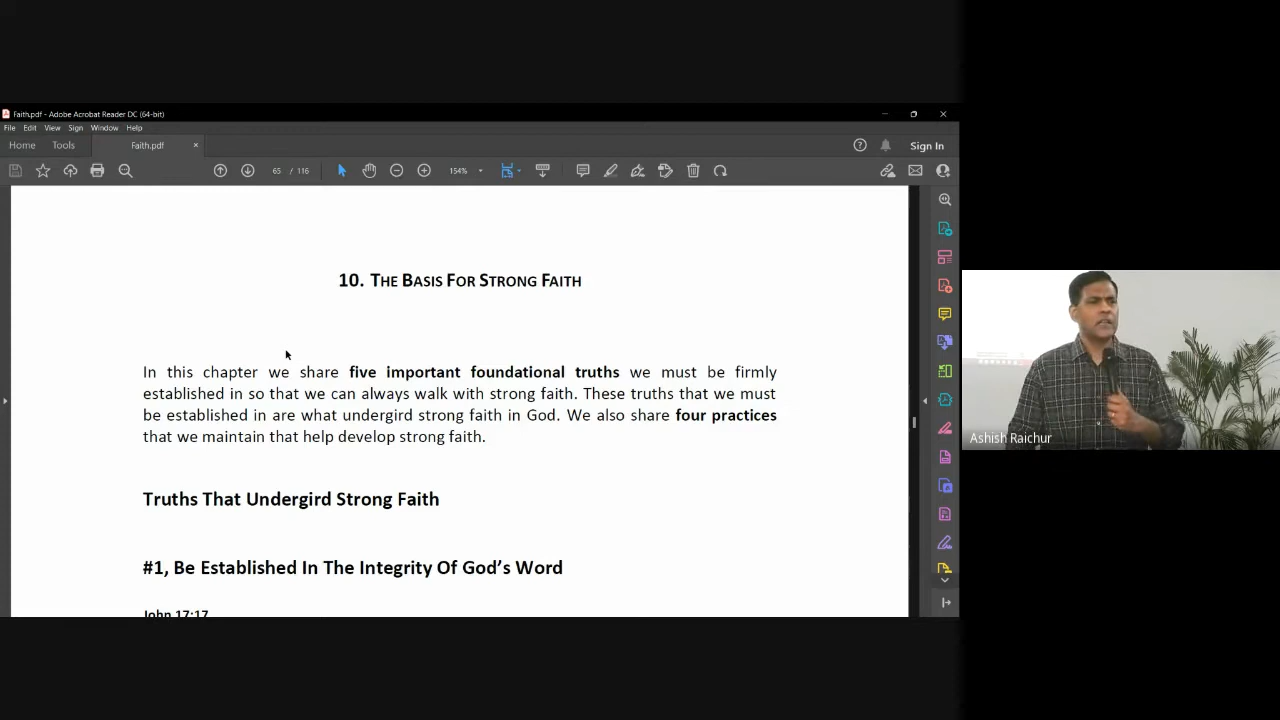 Faith.pdf - Adobe Acrobat Reader DC (64-bit)
File Edit View Sign Window Help
Home Tools Faith.pdf × Sign In
65 / 116 154%
10. THE BASIS FOR STRONG FAITH
In this chapter we share five important foundational truths we must be firmly
established in so that we can always walk with strong faith. These truths that we must
be established in are what undergird strong faith in God. We also share four practices
that we maintain that help develop strong faith.
Truths That Undergird Strong Faith
#1, Be Established In The Integrity Of God's Word
John 17:17
Ashish Raichur